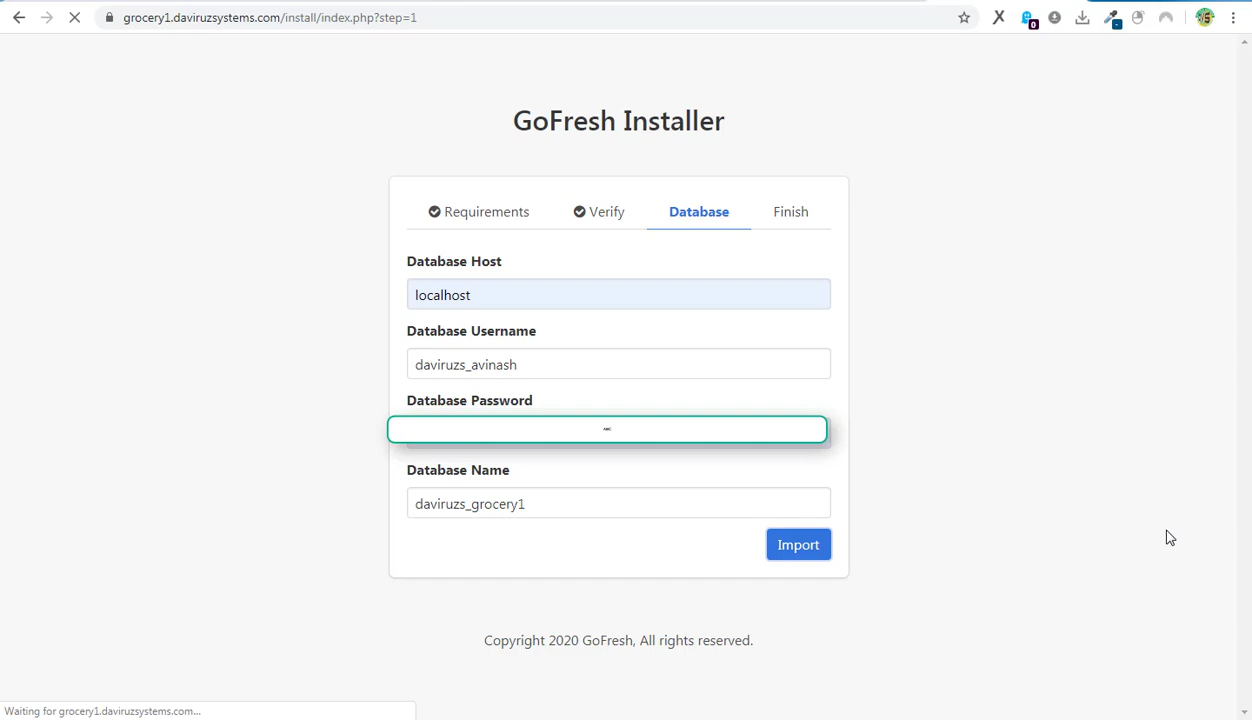 grocery1.daviruzsystems.com/install/index.php?step=1
0
GoFresh Installer
Requirements Verify Database Finish
Database Host
localhost
Database Username
daviruzs_avinash
Database Password
Database Name
daviruzs_grocery1
Import
Copyright 2020 GoFresh, All rights reserved.
Waiting for grocery1.daviruzsystems.com...